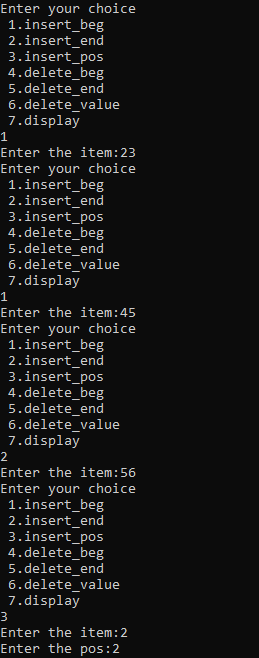 Enter your choice
1.insert_beg
2.insert_end
3.insert_pos
4.delete_beg
5.delete_end
6.delete_value
7.display
1
Enter the item:23
Enter your choice
1.insert_beg
2.insert_end
3.insert_pos
4.delete_beg
5.delete_end
6.delete_value
7.display
1
Enter the item:45
Enter your choice
1.insert_beg
2.insert_end
3.insert_pos
4.delete_beg
5.delete_end
6.delete_value
7.display
2
Enter the item:56
Enter your choice
1.insert_beg
2.insert_end
3.insert_pos
4.delete_beg
5.delete_end
6.delete_value
7.display
3
Enter the item:2
Enter the pos:2